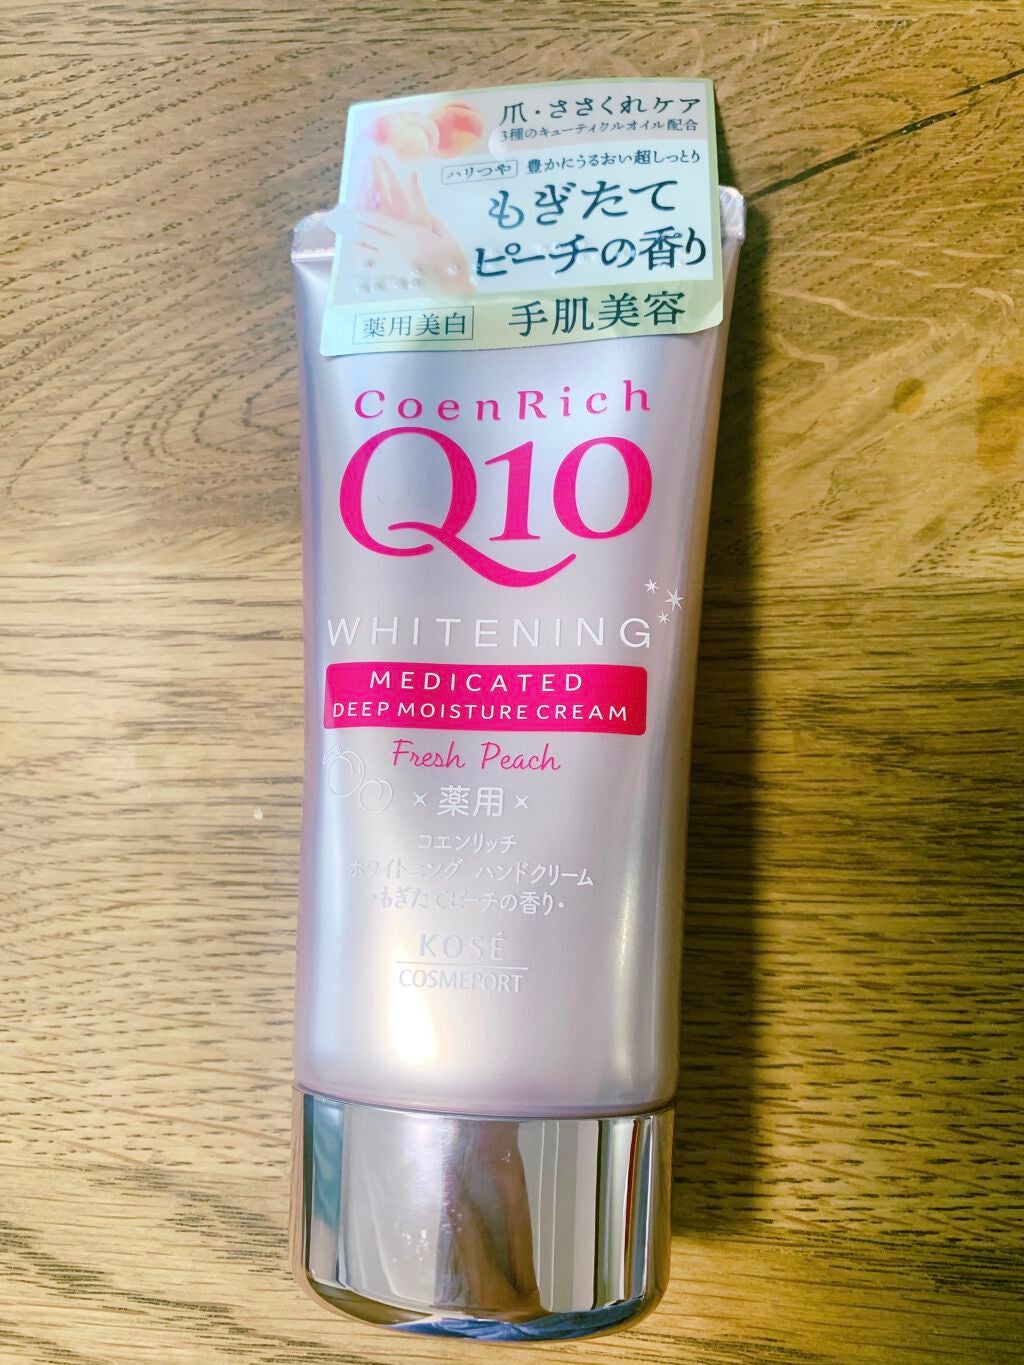 爪・ささくれケア
3種のキューティクルオイル配合
ハリつや 豊かにうるおい超しっとり
もぎたて
ピーチの香り
薬用美白 手肌美容
CoenRich
Q10
WHITENING
MEDICATED
DEEP MOISTURE CREAM
Fresh Peach
薬用
コエンリッチ
ホワイトニング ハンドクリーム
・もぎたてピーチの香り・
KOSÉ
COSMEPORT